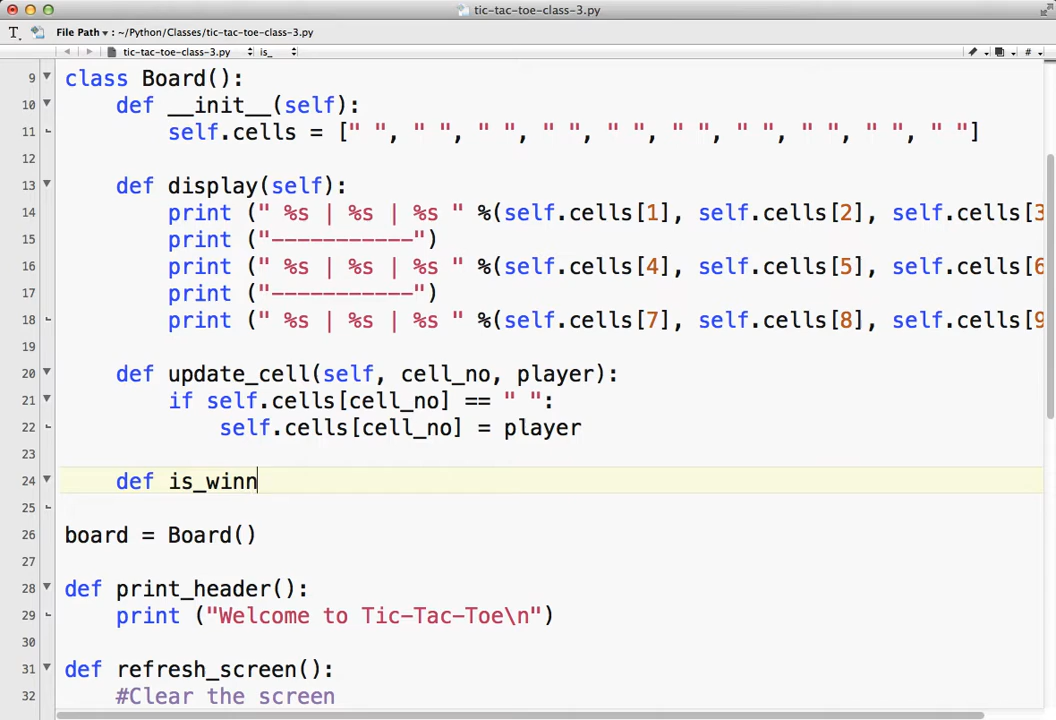 tic-tac-toe-class-3.py
File Path : ~/Python/Classes/tic-tac-toe-class-3.py
tic-tac-toe-class-3.py is_
9 class Board():
10 def __init__(self):
11 self.cells = [" ", " ", " ", " ", " ", " ", " ", " ", " ", " "]
12
13 def display(self):
14 print (" %s | %s | %s " %(self.cells[1], self.cells[2], self.cells[3
15 print ("-----------")
16 print (" %s | %s | %s " %(self.cells[4], self.cells[5], self.cells[6
17 print ("-----------")
18 print (" %s | %s | %s " %(self.cells[7], self.cells[8], self.cells[9
19
20 def update_cell(self, cell_no, player):
21 if self.cells[cell_no] == " ":
22 self.cells[cell_no] = player
23
24 def is_winn
25
26 board = Board()
27
28 def print_header():
29 print ("Welcome to Tic-Tac-Toe\n")
30
31 def refresh_screen():
32 #Clear the screen